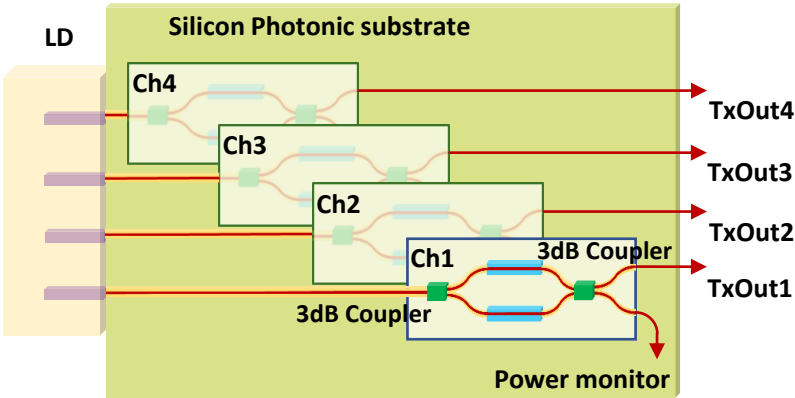 LD
Silicon Photonic substrate
Ch4
TxOut4
Ch3
TxOut3
Ch2
TxOut2
Ch1
3dB Coupler
TxOut1
3dB Coupler
Power monitor